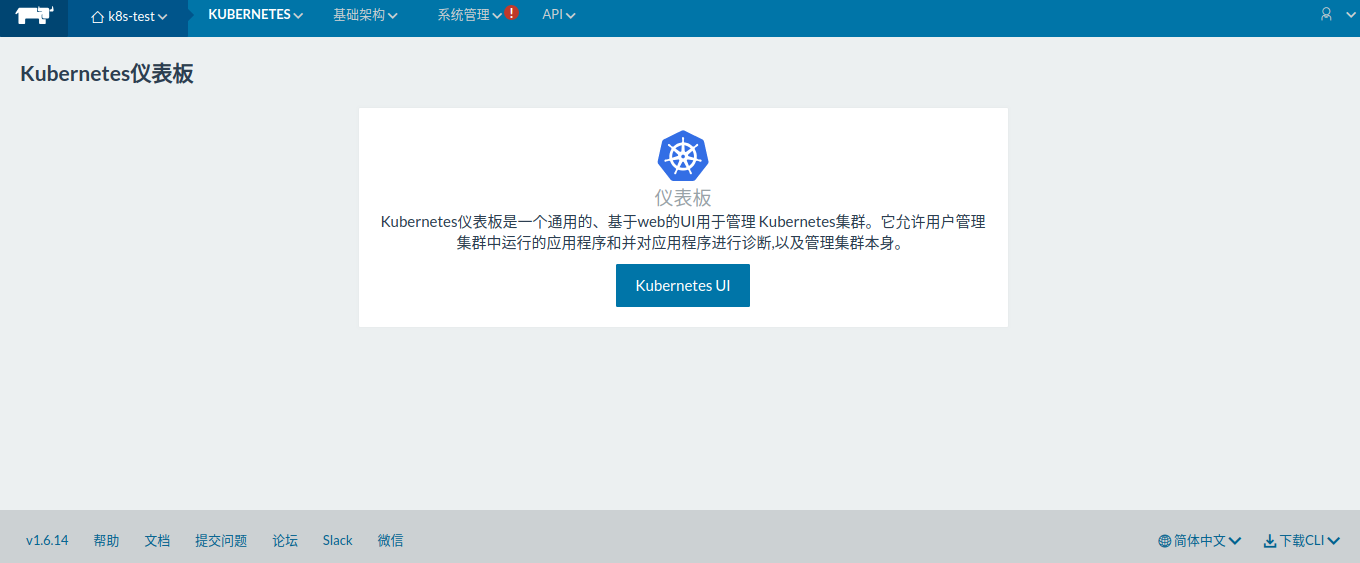 k8s-test KUBERNETES 基础架构 系统管理 ! API
Kubernetes仪表板
仪表板
Kubernetes仪表板是一个通用的、基于web的UI用于管理 Kubernetes集群。它允许用户管理
集群中运行的应用程序和并对应用程序进行诊断,以及管理集群本身。
Kubernetes UI
v1.6.14 帮助 文档 提交问题 论坛 Slack 微信 简体中文 下载CLI